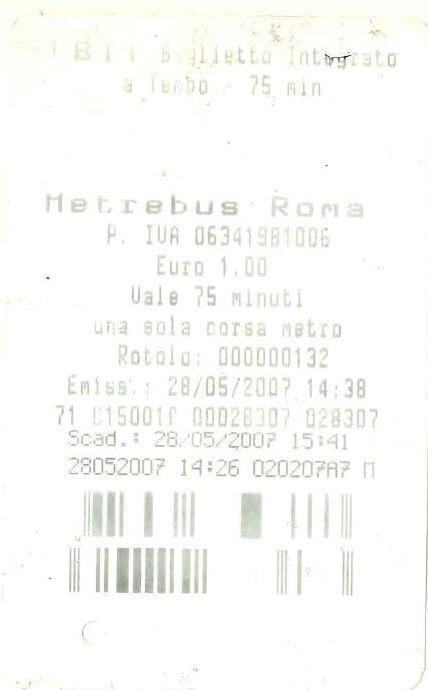 BIT Biglietto Integrato
a Tempo - 75 min
Metrebus Roma
P. IVA 06341981006
Euro 1.00
Vale 75 minuti
una sola corsa metro
Rotolo: 000000132
Emiss.: 28/05/2007 14:38
71 C15001F 00028307 028307
Scad.: 28/05/2007 15:41
28052007 14:26 020207A7 M